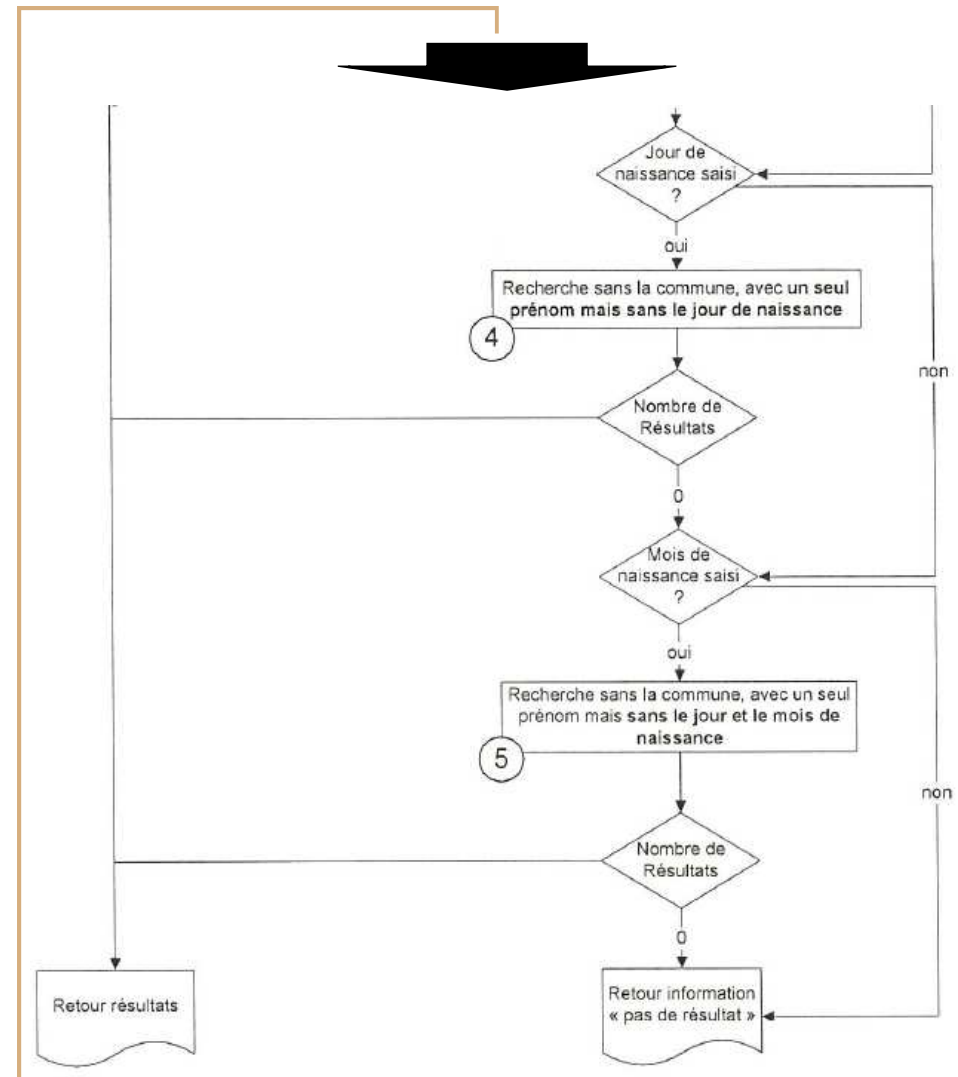 Jour de
naissance saisi
?
oui
Recherche sans la commune, avec un seul
prénom mais sans le jour de naissance
4
non
Nombre de
Résultats
0
Mois de
naissance saisi
?
oui
Recherche sans la commune, avec un seul
prénom mais sans le jour et le mois de
naissance
5
non
Nombre de
Résultats
0
Retour résultats
Retour information
« pas de résultat »